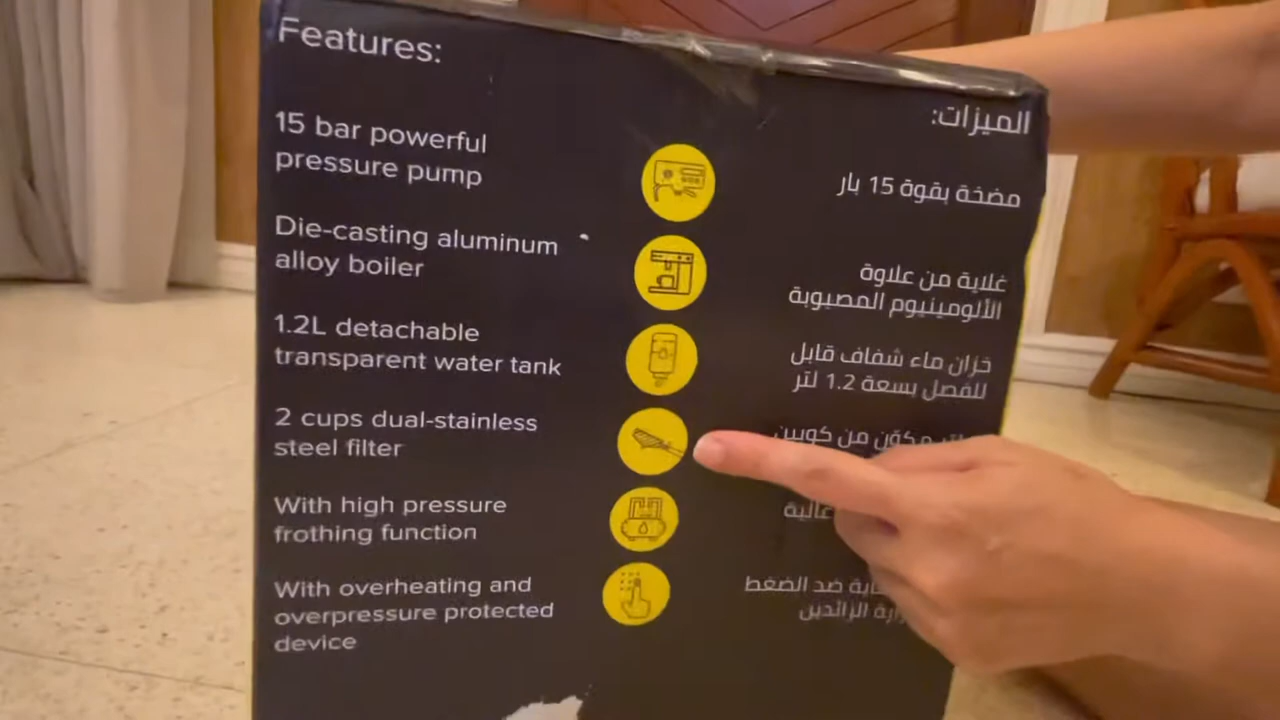 Features:
15 bar powerful
pressure pump
Die-casting aluminum
alloy boiler
1.2L detachable
transparent water tank
2 cups dual-stainless
steel filter
With high pressure
frothing function
With overheating and
overpressure protected
device
الميزات:
مضخة بقوة 15 بار
غلاية من علاوة
الألومينيوم المصبوبة
خزان ماء شفاف قابل
للفصل بسعة 1.2 لتر
مكوّن من كوبين
عالية
ضد الضغط
الزائدين